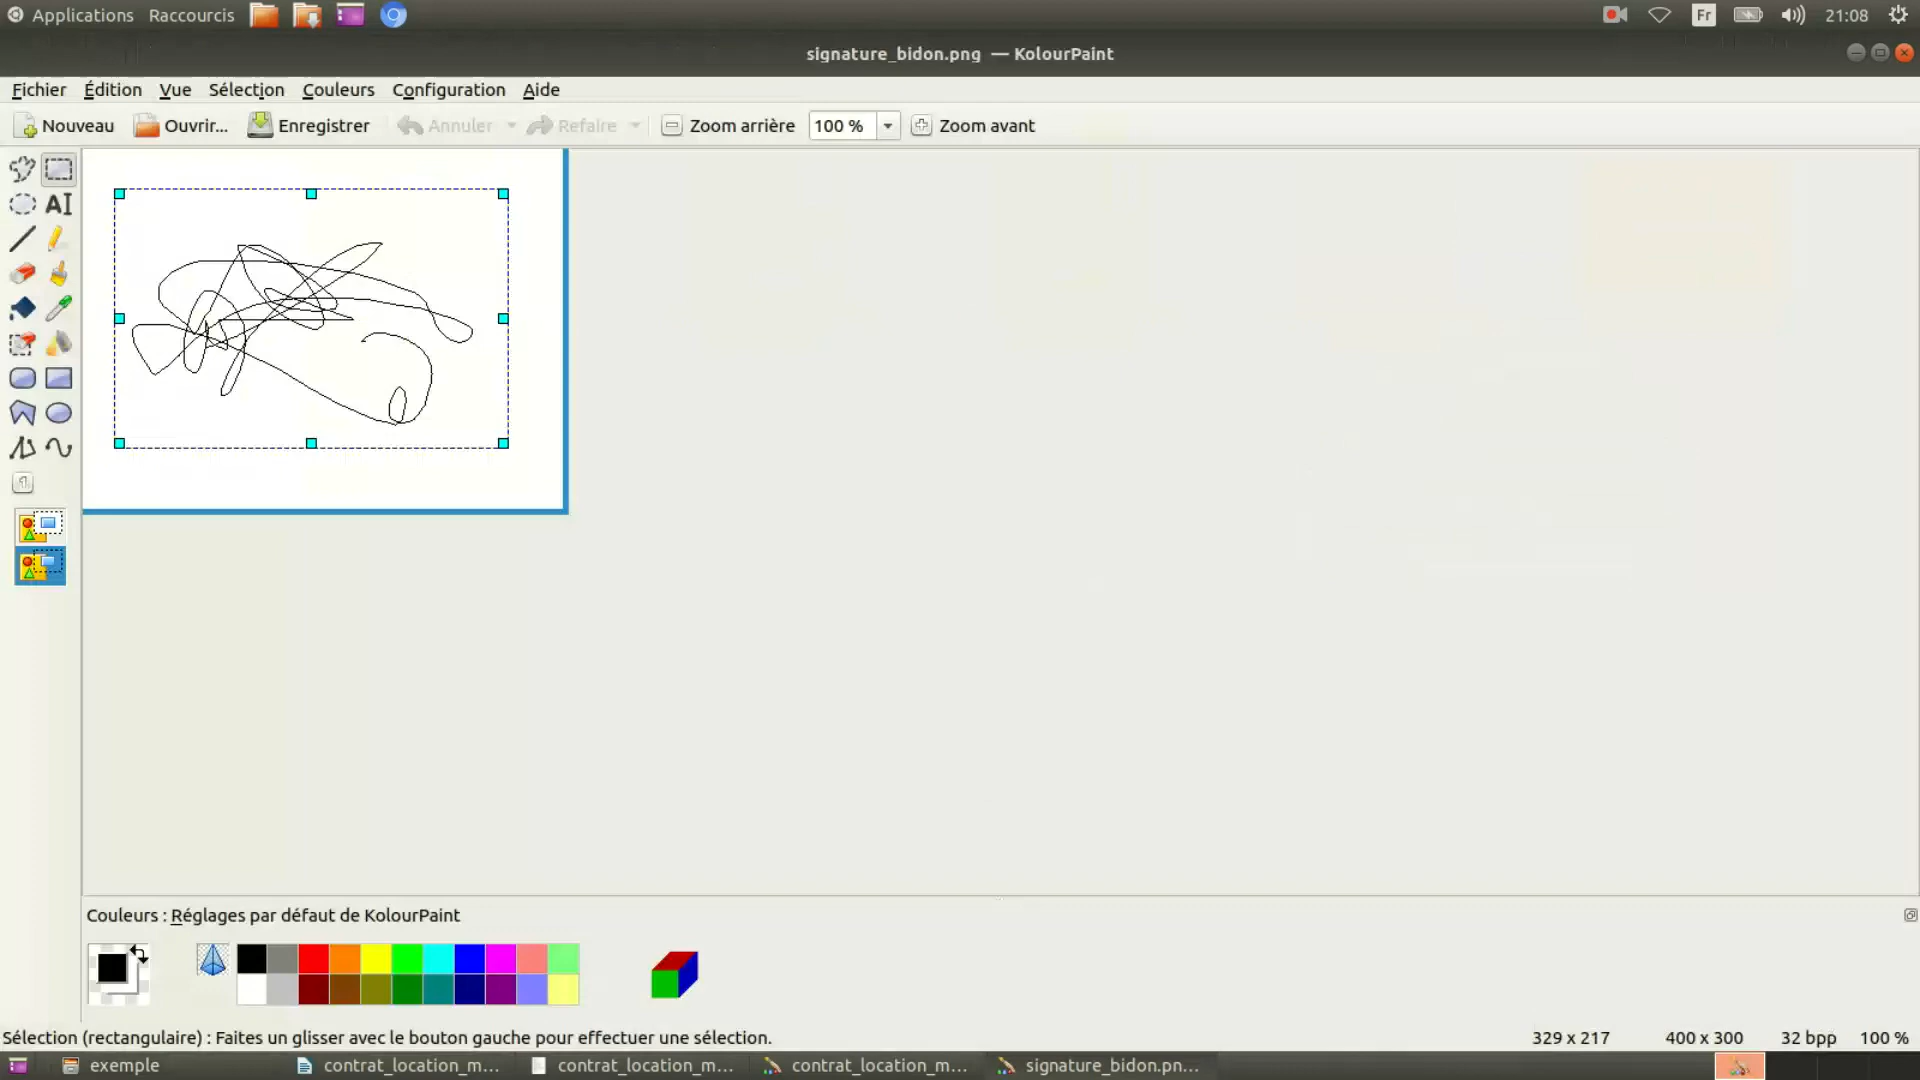 Applications Raccourcis Fr 21:08
signature_bidon.png — KolourPaint
Fichier Édition Vue Sélection Couleurs Configuration Aide
Nouveau Ouvrir... Enregistrer Annuler Refaire Zoom arrière 100 % Zoom avant
AI
Couleurs : Réglages par défaut de KolourPaint
Sélection (rectangulaire) : Faites un glisser avec le bouton gauche pour effectuer une sélection. 329 x 217 400 x 300 32 bpp 100 %
exemple contrat_location_m... contrat_location_m... contrat_location_m... signature_bidon.pn...